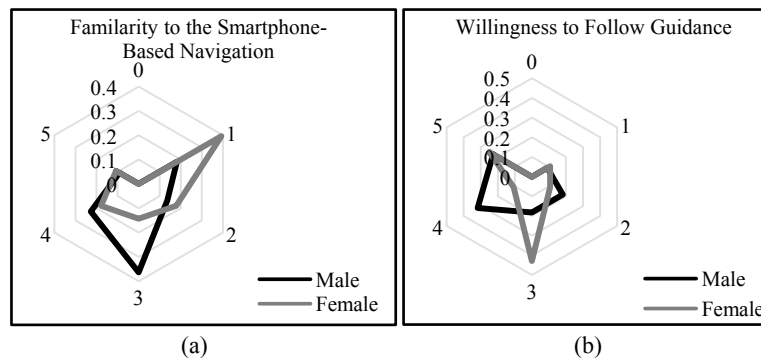 Familarity to the Smartphone-
Based Navigation
0
0.4
0.3
0.2
0.1
0
1
2
3
4
5
Male
Female
(a)
Willingness to Follow Guidance
0
0.5
0.4
0.3
0.2
0.1
0
1
2
3
4
5
Male
Female
(b)